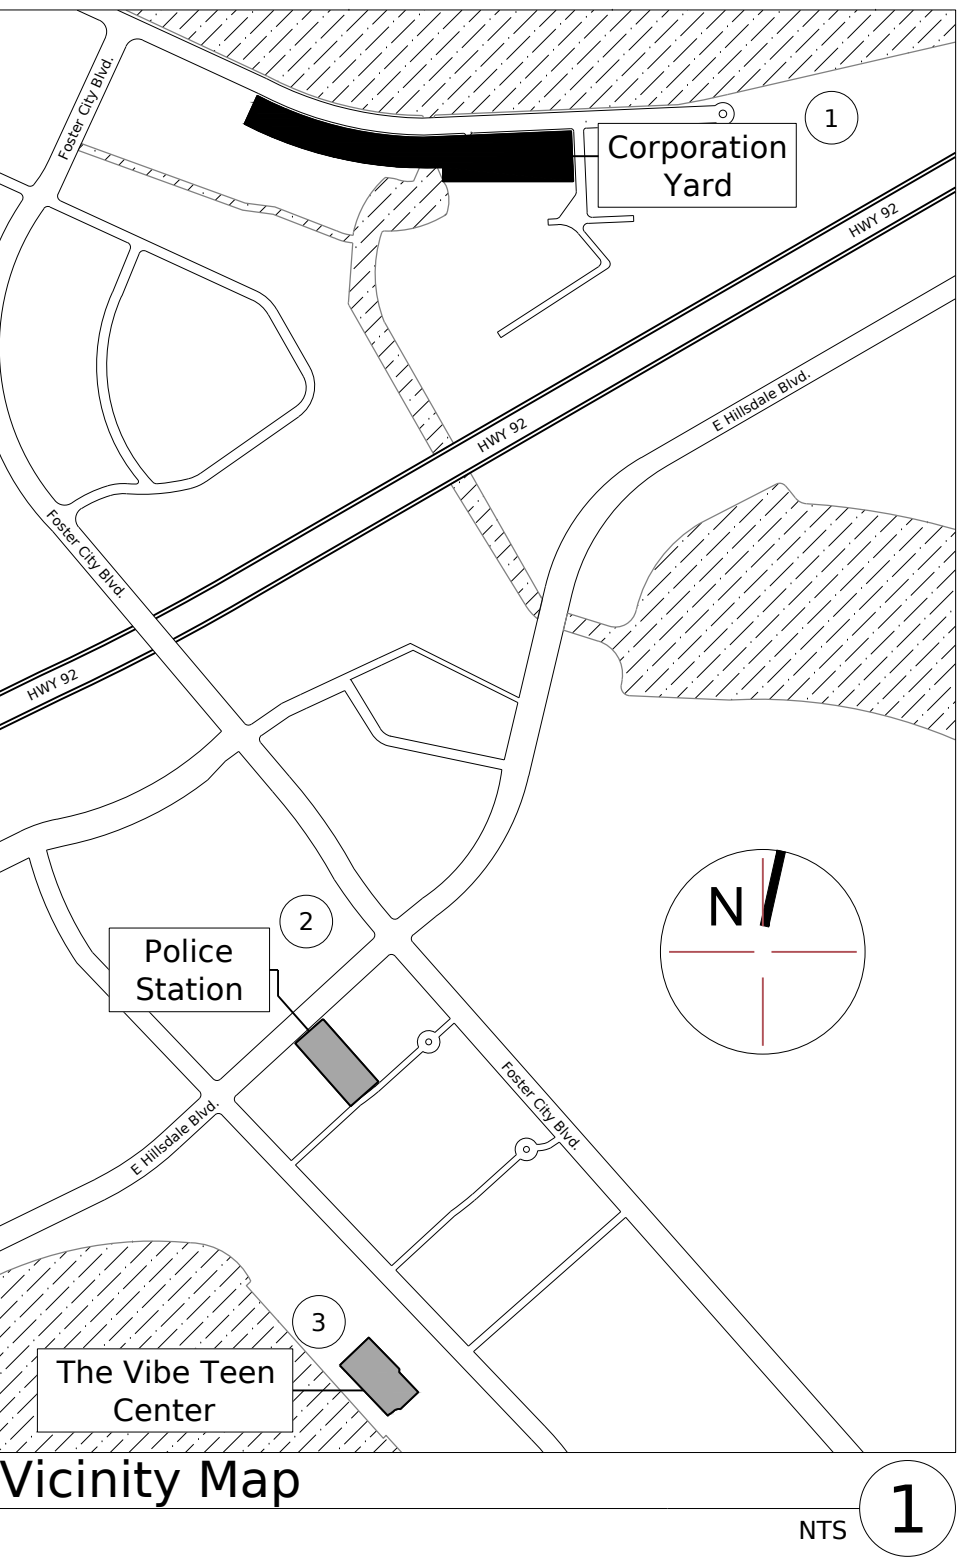 Foster City Blvd.
1
Corporation
Yard
HWY 92
E Hillsdale Blvd.
HWY 92
Foster City Blvd.
HWY 92
2
Police
Station
N
Foster City Blvd.
E Hillsdale Blvd.
3
The Vibe Teen
Center
Vicinity Map
1
NTS